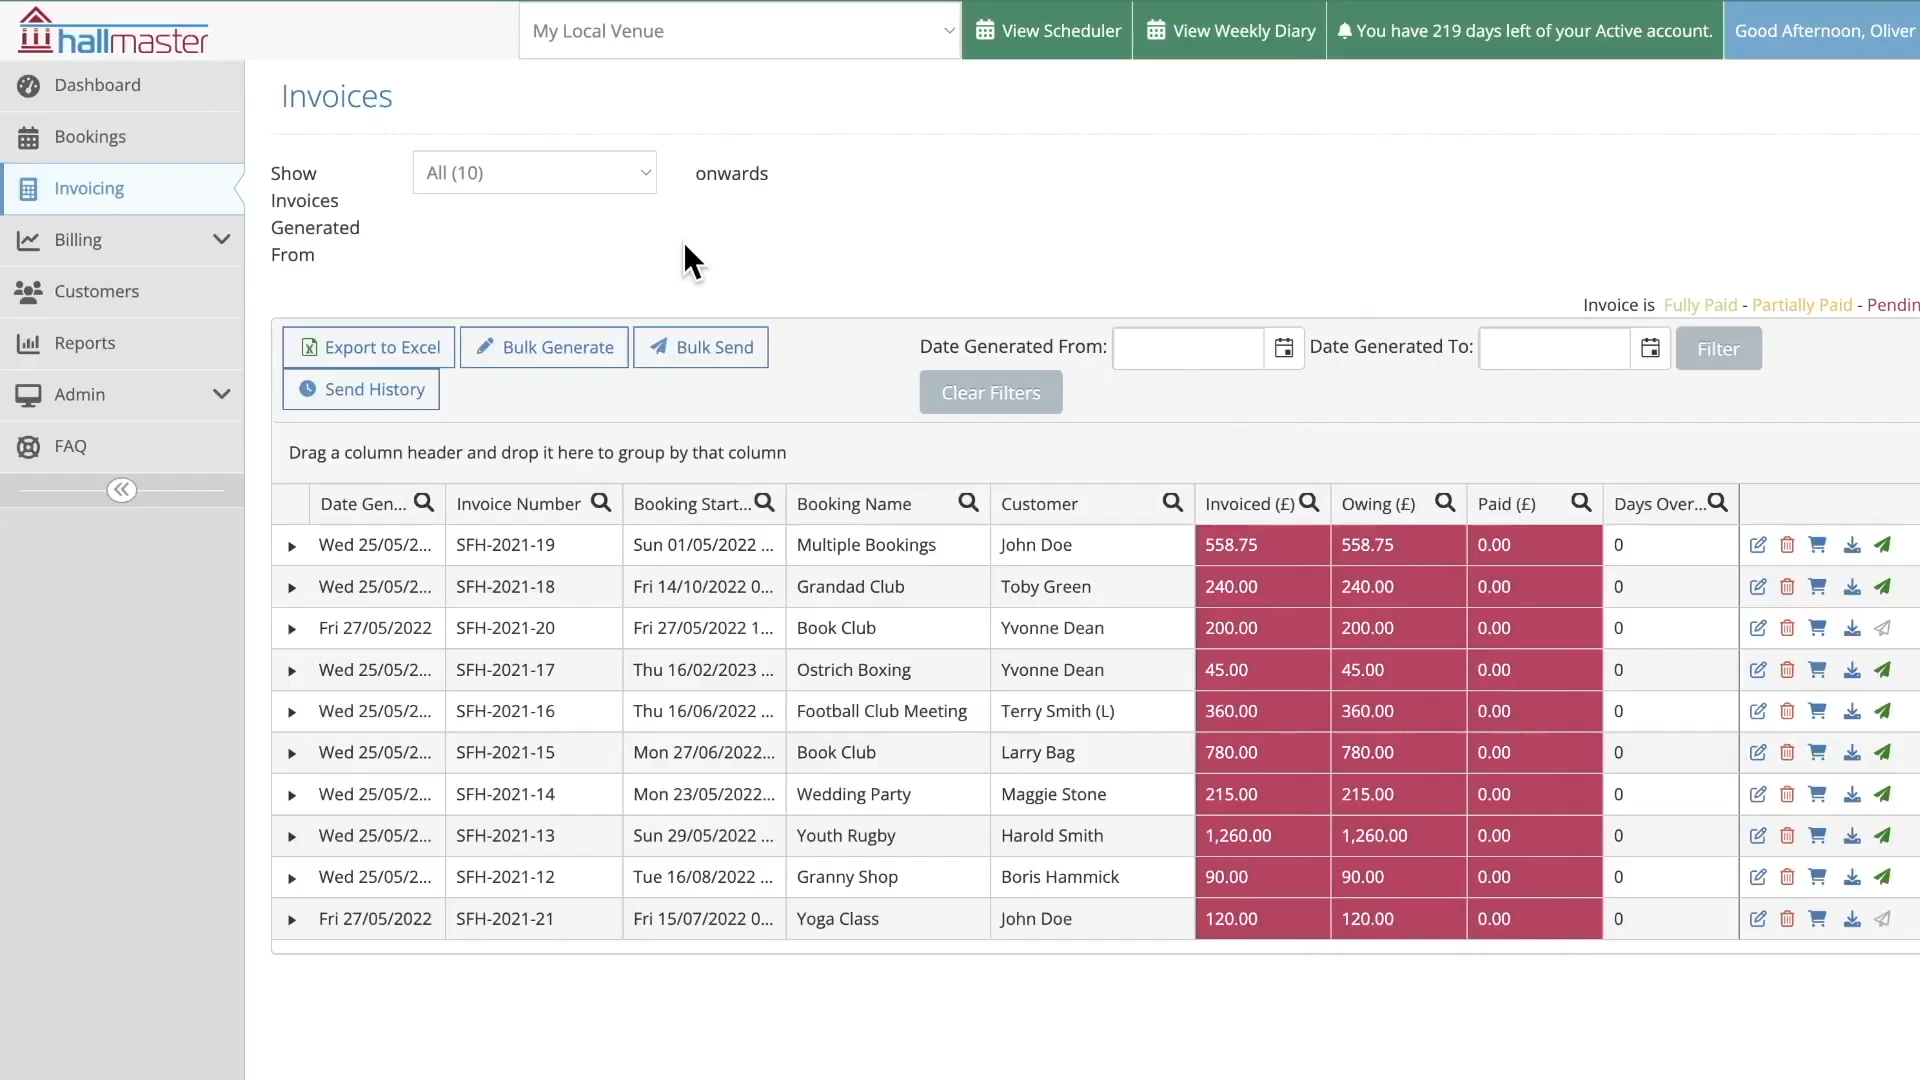 hallmaster
My Local Venue
View Scheduler
View Weekly Diary
You have 219 days left of your Active account.
Good Afternoon, Oliver
Dashboard
Bookings
Invoicing
Billing
Customers
Reports
Admin
FAQ
Invoices
Show
Invoices
Generated
From
All (10)
onwards
Invoice is Fully Paid - Partially Paid - Pendin
Export to Excel
Bulk Generate
Bulk Send
Send History
Date Generated From:
Date Generated To:
Filter
Clear Filters
Drag a column header and drop it here to group by that column
Date Gen... Invoice Number Booking Start... Booking Name Customer Invoiced (£) Owing (£) Paid (£) Days Over...
Wed 25/05/2... SFH-2021-19 Sun 01/05/2022 ... Multiple Bookings John Doe 558.75 558.75 0.00 0
Wed 25/05/2... SFH-2021-18 Fri 14/10/2022 0... Grandad Club Toby Green 240.00 240.00 0.00 0
Fri 27/05/2022 SFH-2021-20 Fri 27/05/2022 1... Book Club Yvonne Dean 200.00 200.00 0.00 0
Wed 25/05/2... SFH-2021-17 Thu 16/02/2023 ... Ostrich Boxing Yvonne Dean 45.00 45.00 0.00 0
Wed 25/05/2... SFH-2021-16 Thu 16/06/2022 ... Football Club Meeting Terry Smith (L) 360.00 360.00 0.00 0
Wed 25/05/2... SFH-2021-15 Mon 27/06/2022... Book Club Larry Bag 780.00 780.00 0.00 0
Wed 25/05/2... SFH-2021-14 Mon 23/05/2022... Wedding Party Maggie Stone 215.00 215.00 0.00 0
Wed 25/05/2... SFH-2021-13 Sun 29/05/2022 ... Youth Rugby Harold Smith 1,260.00 1,260.00 0.00 0
Wed 25/05/2... SFH-2021-12 Tue 16/08/2022 ... Granny Shop Boris Hammick 90.00 90.00 0.00 0
Fri 27/05/2022 SFH-2021-21 Fri 15/07/2022 0... Yoga Class John Doe 120.00 120.00 0.00 0